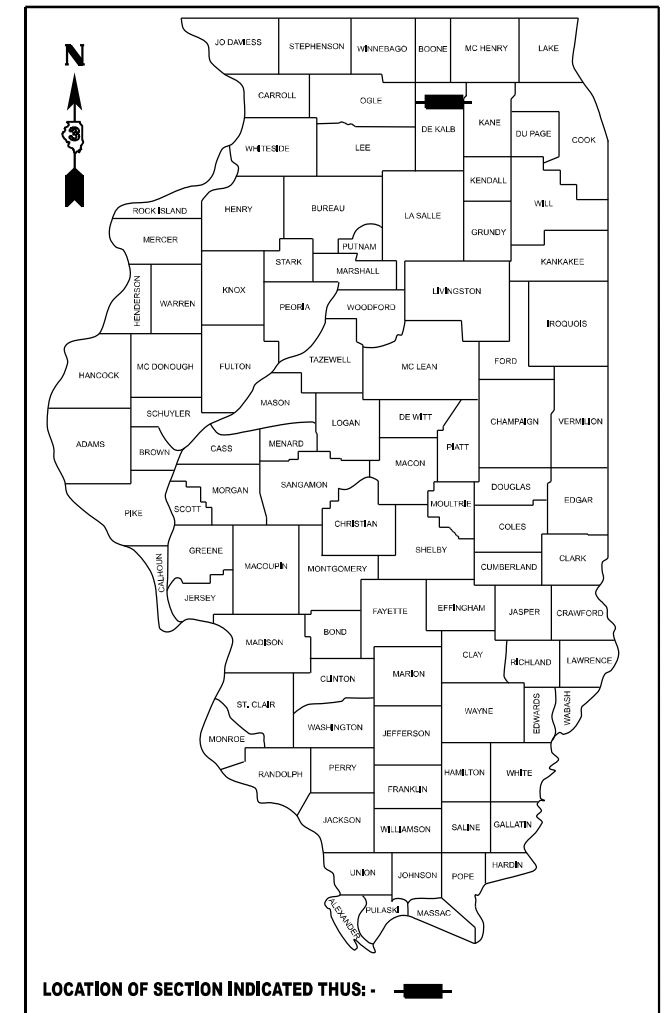 JO DAVIESS STEPHENSON WINNEBAGO BOONE MC HENRY LAKE
N
CARROLL OGLE
3
DE KALB KANE DU PAGE COOK
WHITESIDE LEE
KENDALL
ROCK ISLAND HENRY BUREAU LA SALLE WILL
MERCER PUTNAM GRUNDY
STARK MARSHALL KANKAKEE
HENDERSON WARREN KNOX PEORIA WOODFORD LIVINGSTON
IROQUOIS
HANCOCK MC DONOUGH FULTON TAZEWELL MC LEAN FORD
MASON
SCHUYLER LOGAN DE WITT CHAMPAIGN VERMILION
ADAMS BROWN CASS MENARD MACON PIATT
PIKE SCOTT MORGAN SANGAMON MOULTRIE DOUGLAS EDGAR
CHRISTIAN COLES
CALHOUN GREENE MACOUPIN MONTGOMERY SHELBY CUMBERLAND CLARK
JERSEY
FAYETTE EFFINGHAM JASPER CRAWFORD
MADISON BOND
CLINTON MARION CLAY RICHLAND LAWRENCE
ST. CLAIR WASHINGTON JEFFERSON WAYNE EDWARDS WABASH
MONROE
RANDOLPH PERRY FRANKLIN HAMILTON WHITE
JACKSON WILLIAMSON SALINE GALLATIN
UNION JOHNSON POPE HARDIN
ALEXANDER PULASKI MASSAC
LOCATION OF SECTION INDICATED THUS: -